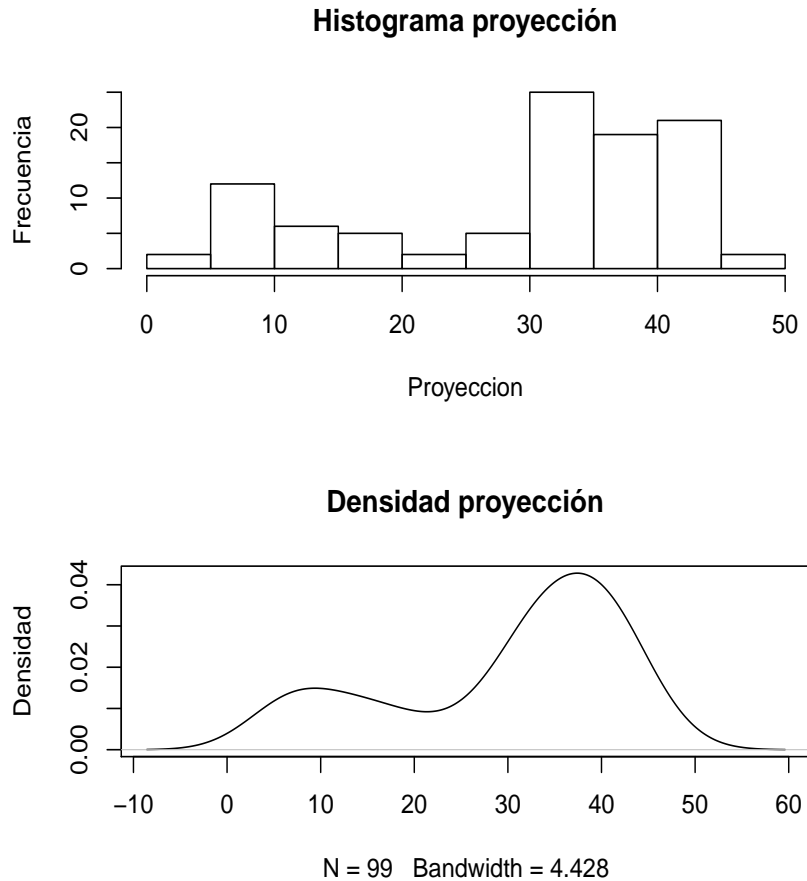 Histograma proyección
Frecuencia
0 10 20
0 10 20 30 40 50
Proyeccion
Densidad proyección
Densidad
0.00 0.02 0.04
−10 0 10 20 30 40 50 60
N = 99 Bandwidth = 4.428